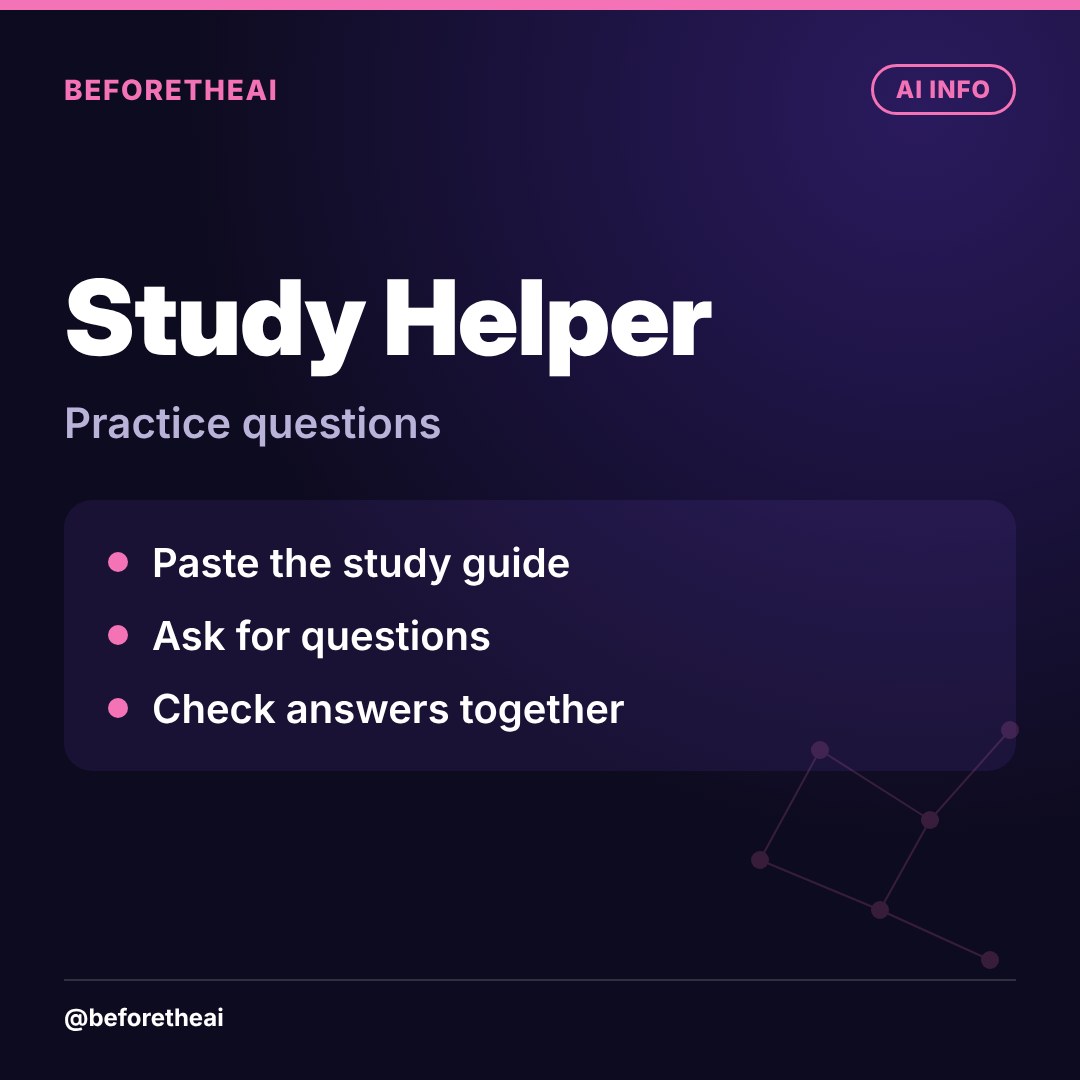 BEFORETHEAI
AI INFO
Study Helper
Practice questions
Paste the study guide
Ask for questions
Check answers together
@beforetheai